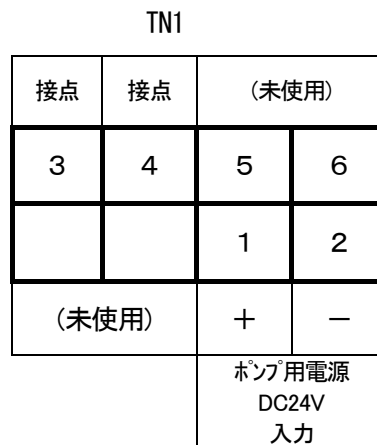 TN1
接点 接点 (未使用)
3 4 5 6
1 2
(未使用) + −
ﾎﾟﾝﾌﾟ用電源
DC24V
入力